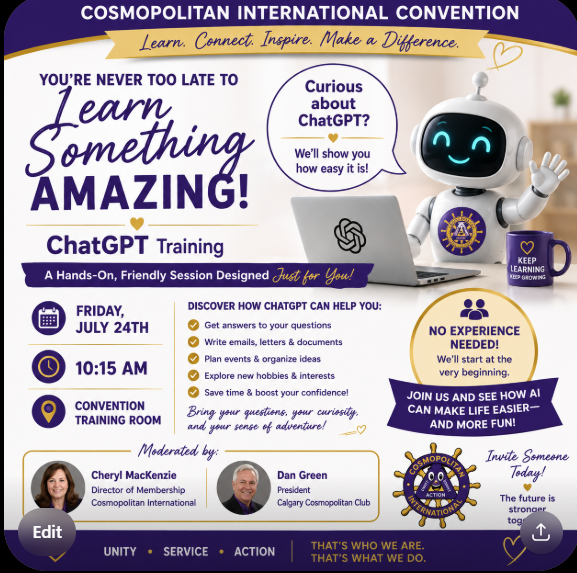 COSMOPOLITAN INTERNATIONAL CONVENTION
Learn. Connect. Inspire. Make a Difference.
YOU'RE NEVER TOO LATE TO
Learn
Something
AMAZING!
ChatGPT Training
A Hands-On, Friendly Session Designed Just for You!
Curious
about
ChatGPT?
We'll show you
how easy it is!
KEEP
LEARNING
KEEP GROWING
FRIDAY,
JULY 24TH
10:15 AM
CONVENTION
TRAINING ROOM
DISCOVER HOW CHATGPT CAN HELP YOU:
Get answers to your questions
Write emails, letters & documents
Plan events & organize ideas
Explore new hobbies & interests
Save time & boost your confidence!
Bring your questions, your curiosity,
and your sense of adventure!
NO EXPERIENCE
NEEDED!
We'll start at the
very beginning.
JOIN US AND SEE HOW AI
CAN MAKE LIFE EASIER—
AND MORE FUN!
Moderated by:
Cheryl MacKenzie
Director of Membership
Cosmopolitan International
Dan Green
President
Calgary Cosmopolitan Club
COSMOPOLITAN
ACTION
INTERNATIONAL
Invite Someone
Today!
The future is
stronger
Edit
UNITY • SERVICE • ACTION
THAT'S WHO WE ARE.
THAT'S WHAT WE DO.